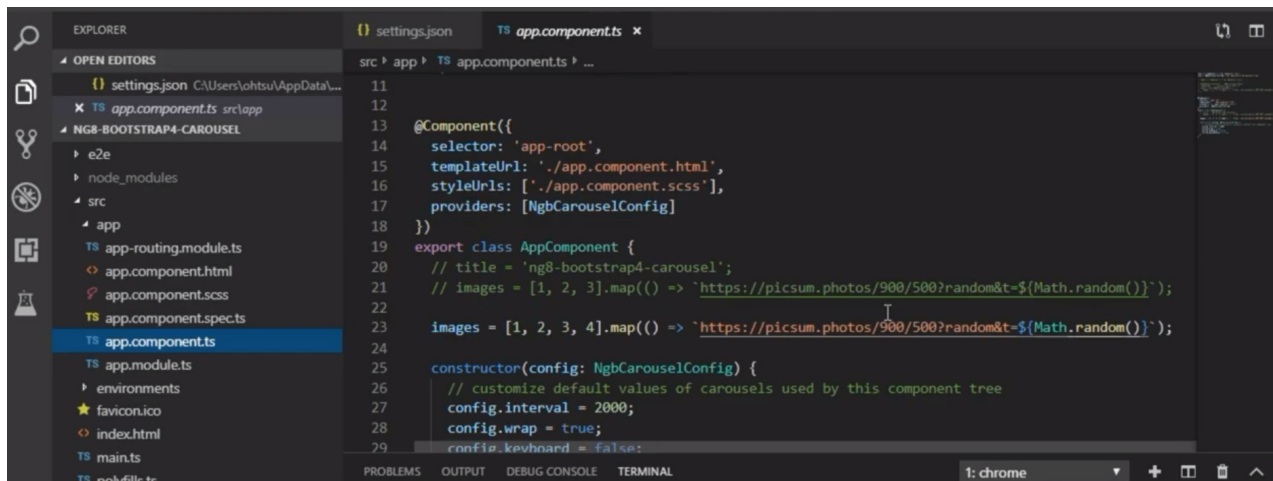 EXPLORER
OPEN EDITORS
{} settings.json C:\Users\ohtsu\AppData\...
× TS app.component.ts src\app
NG8-BOOTSTRAP4-CAROUSEL
e2e
node_modules
src
app
TS app-routing.module.ts
<> app.component.html
app.component.scss
TS app.component.spec.ts
TS app.component.ts
TS app.module.ts
environments
favicon.ico
<> index.html
TS main.ts
TS polyfills.ts
{} settings.json
TS app.component.ts ×
src app TS app.component.ts ...
11
12
13 @Component({
14 selector: 'app-root',
15 templateUrl: './app.component.html',
16 styleUrls: ['./app.component.scss'],
17 providers: [NgbCarouselConfig]
18 })
19 export class AppComponent {
20 // title = 'ng8-bootstrap4-carousel';
21 // images = [1, 2, 3].map(() => `https://picsum.photos/900/500?random&t=${Math.random()}`);
22
23 images = [1, 2, 3, 4].map(() => `https://picsum.photos/900/500?random&t=${Math.random()}`);
24
25 constructor(config: NgbCarouselConfig) {
26 // customize default values of carousels used by this component tree
27 config.interval = 2000;
28 config.wrap = true;
29 config.keyboard = false;
PROBLEMS OUTPUT DEBUG CONSOLE TERMINAL 1: chrome